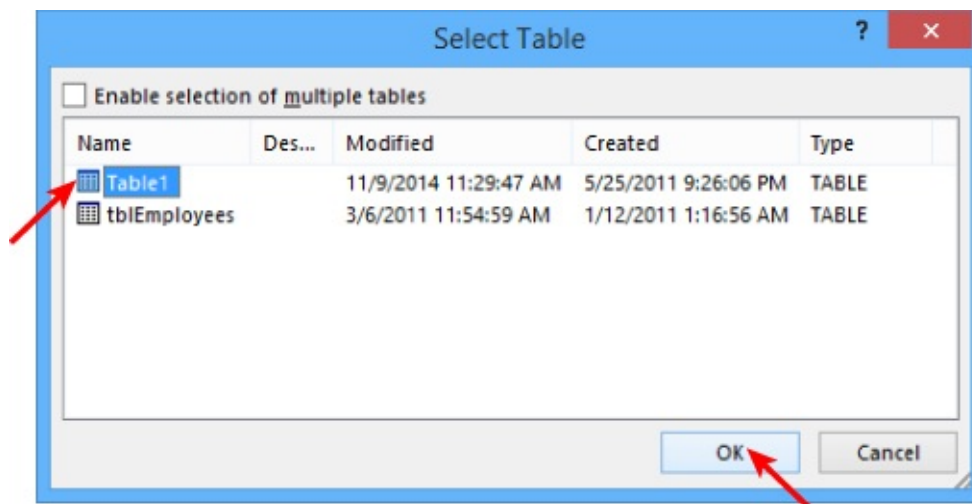 Select Table
?
Enable selection of multiple tables
Name Des... Modified Created Type
Table1 11/9/2014 11:29:47 AM 5/25/2011 9:26:06 PM TABLE
tblEmployees 3/6/2011 11:54:59 AM 1/12/2011 1:16:56 AM TABLE
OK Cancel